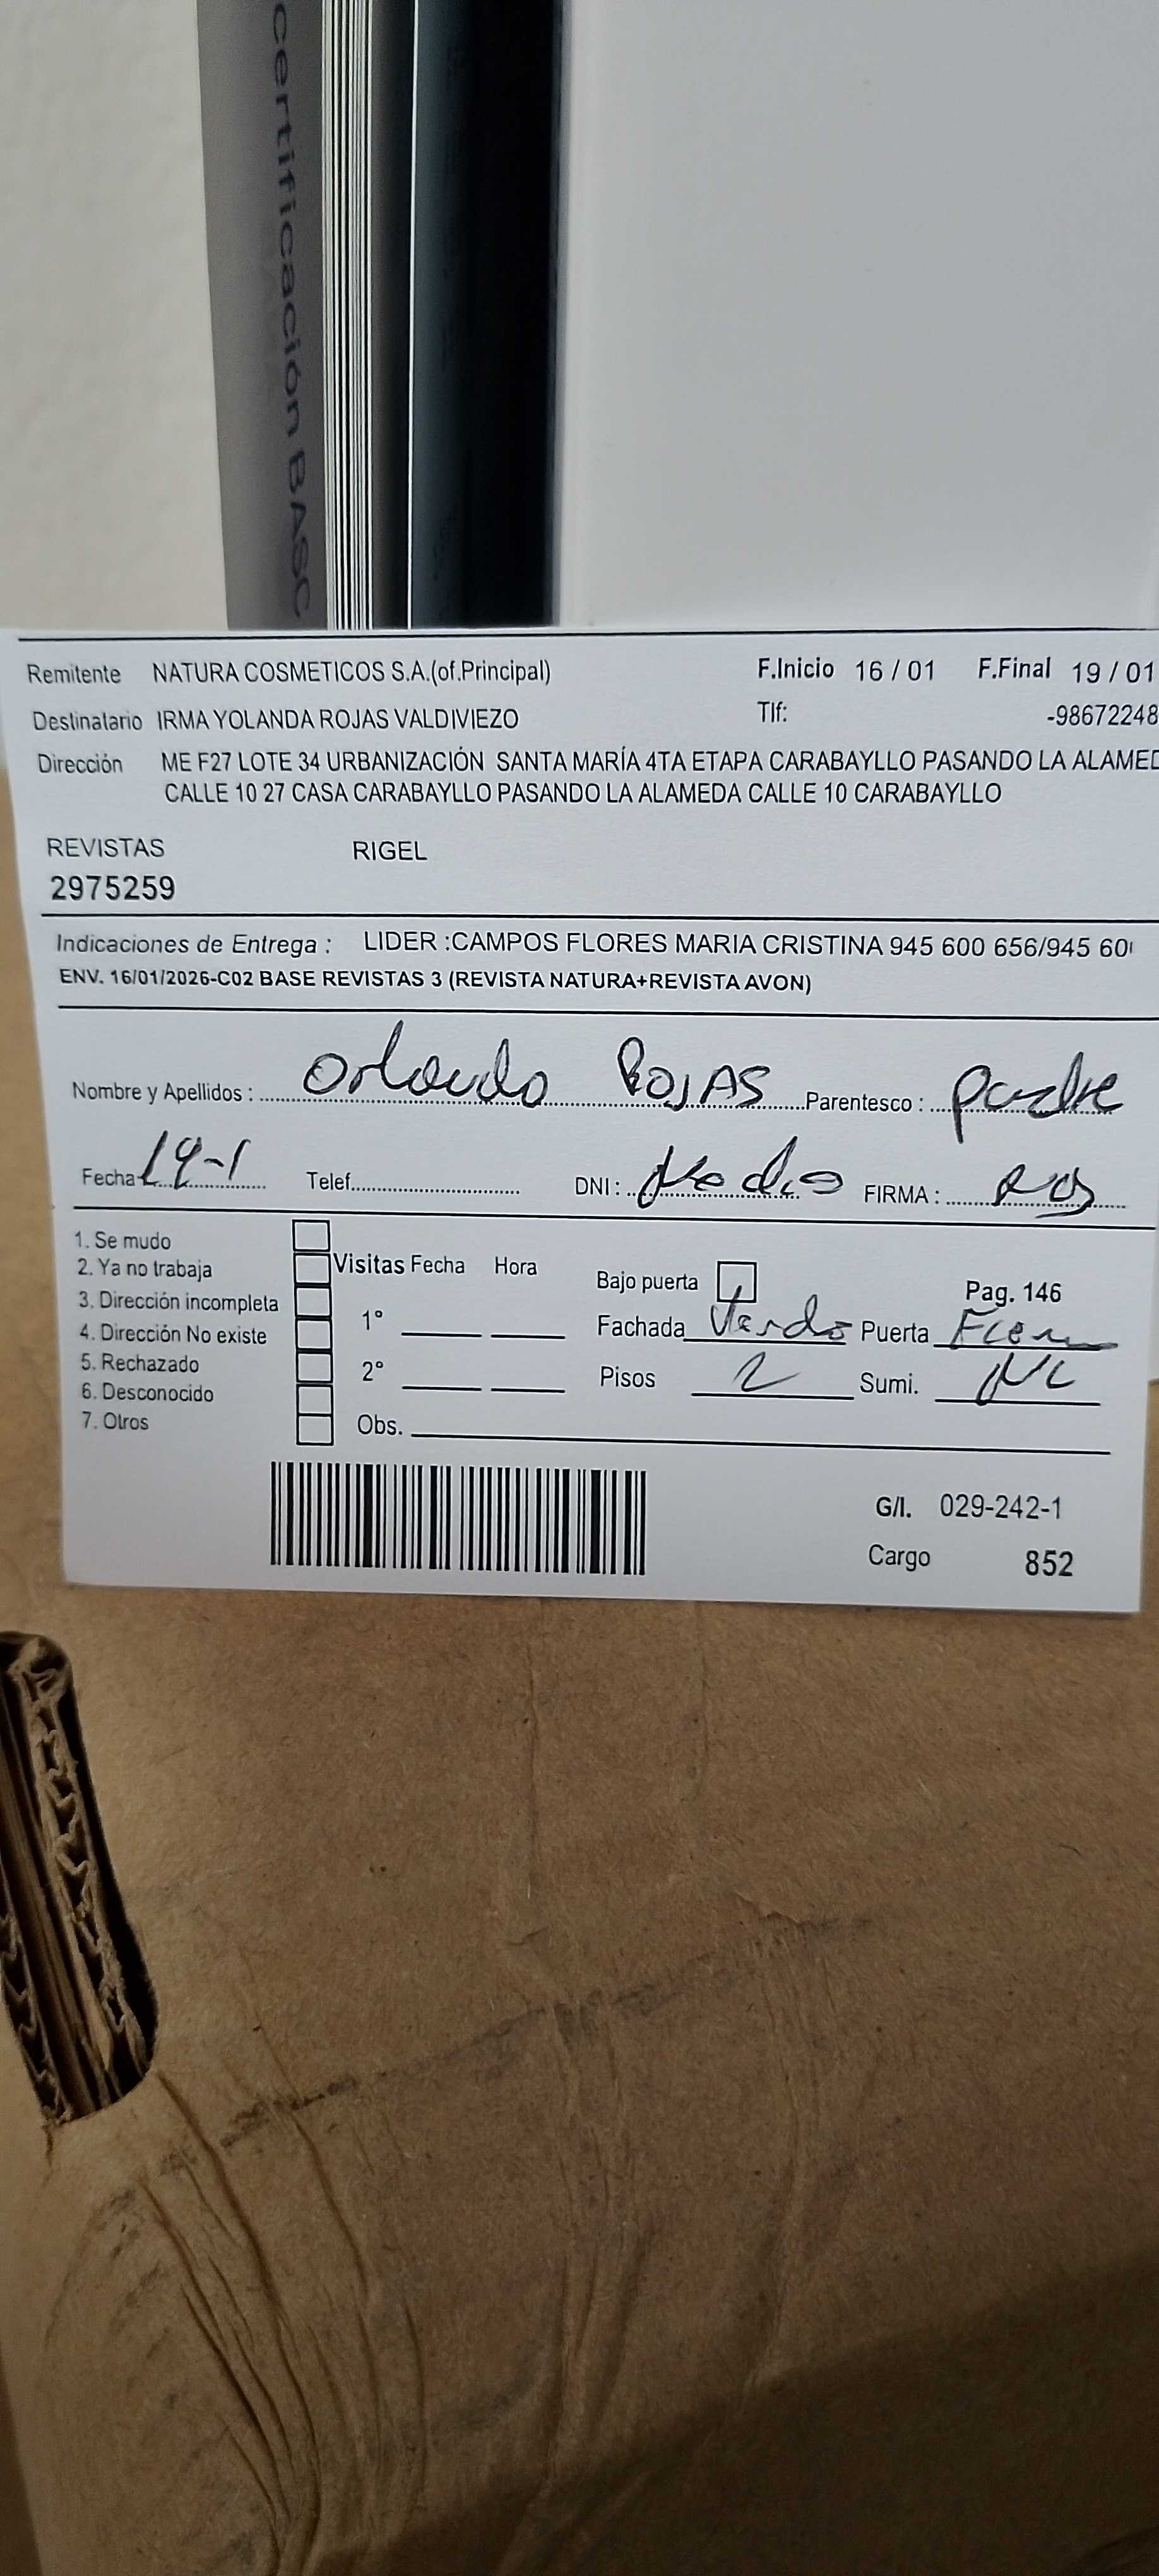 certificación BASC
Remitente NATURA COSMETICOS S.A.(of.Principal) F.Inicio 16 / 01 F.Final 19 / 01
Destinatario IRMA YOLANDA ROJAS VALDIVIEZO Tlf: -98672248
Dirección ME F27 LOTE 34 URBANIZACIÓN SANTA MARÍA 4TA ETAPA CARABAYLLO PASANDO LA ALAMED
CALLE 10 27 CASA CARABAYLLO PASANDO LA ALAMEDA CALLE 10 CARABAYLLO
REVISTAS RIGEL
2975259
Indicaciones de Entrega : LIDER :CAMPOS FLORES MARIA CRISTINA 945 600 656/945 60
ENV. 16/01/2026-C02 BASE REVISTAS 3 (REVISTA NATURA+REVISTA AVON)
Nombre y Apellidos : Orlando ROJAS Parentesco : padre
Fecha 19-1 Telef. DNI : No dio FIRMA :
1. Se mudo
2. Ya no trabaja Visitas Fecha Hora Bajo puerta Pag. 146
3. Dirección incompleta 1° Fachada Verde Puerta
4. Dirección No existe
5. Rechazado 2° Pisos 2 Sumi.
6. Desconocido
7. Otros Obs.
G/I. 029-242-1
Cargo 852